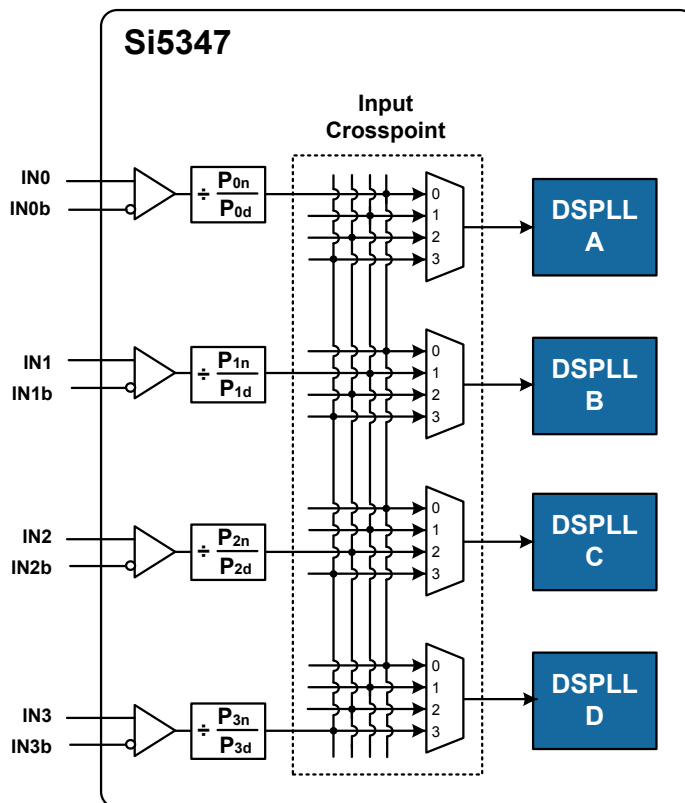 Si5347
Input
Crosspoint
IN0
IN0b
÷ P0n
P0d
0
1
2
3
DSPLL
A
IN1
IN1b
÷ P1n
P1d
0
1
2
3
DSPLL
B
IN2
IN2b
÷ P2n
P2d
0
1
2
3
DSPLL
C
IN3
IN3b
÷ P3n
P3d
0
1
2
3
DSPLL
D